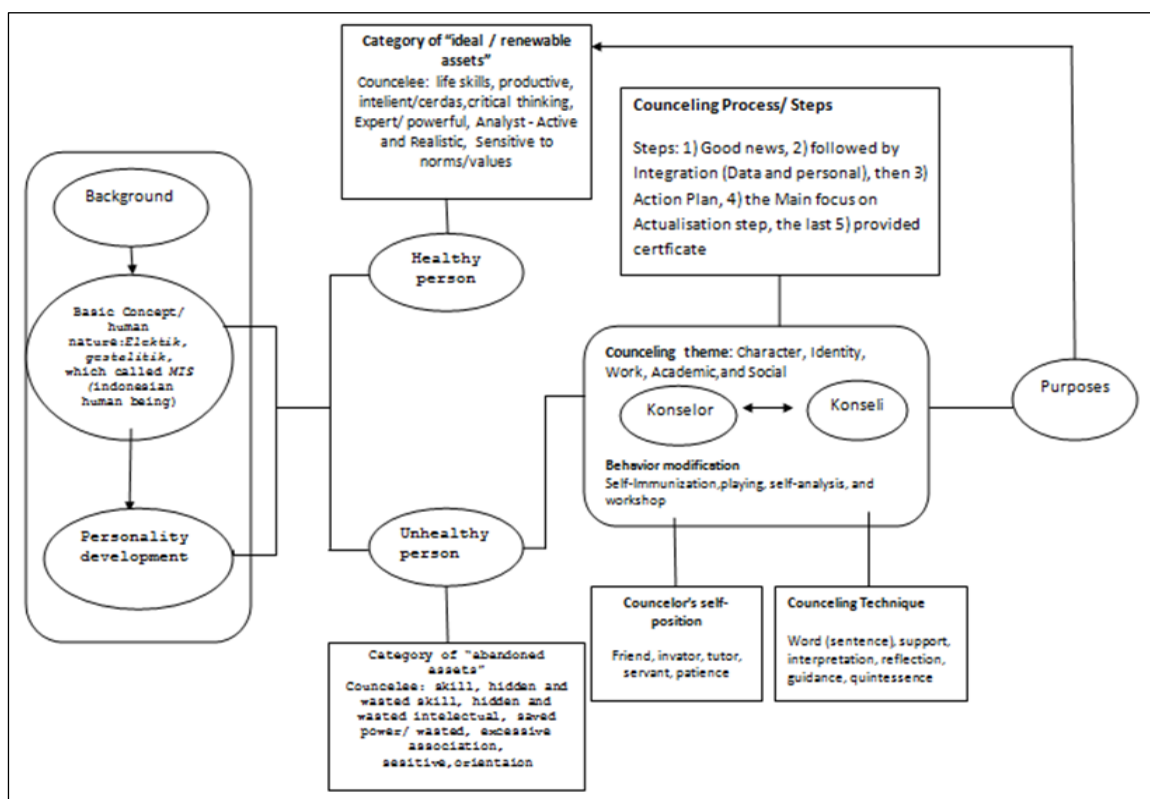 Category of "ideal / renewable
assets"
Councelee: life skills, productive,
intelient/cerdas,critical thinking,
Expert/ powerful, Analyst - Active
and Realistic, Sensitive to
norms/values
Counceling Process/ Steps
Steps: 1) Good news, 2) followed by
Integration (Data and personal), then 3)
Action Plan, 4) the Main focus on
Actualisation step, the last 5) provided
certficate
Background
Healthy
person
Basic Concept/
human
nature:Elektik,
gestaltik,
which called MIS
(indonesian
human being)
Counceling theme: Character, Identity,
Work, Academic,and Social
Konselor
Konseli
Purposes
Behavior modification
Self-Immunization,playing, self-analysis, and
workshop
Personality
development
Unhealthy
person
Councelor's self-
position
Friend, invator, tutor,
servant, patience
Counceling Technique
Word (sentence), support,
interpretation, reflection,
guidance, quintessence
Category of "abandoned
assets"
Councelee: skill, hidden and
wasted skill, hidden and
wasted intelectual, saved
power/ wasted, excessive
association,
sesitive,orientaion